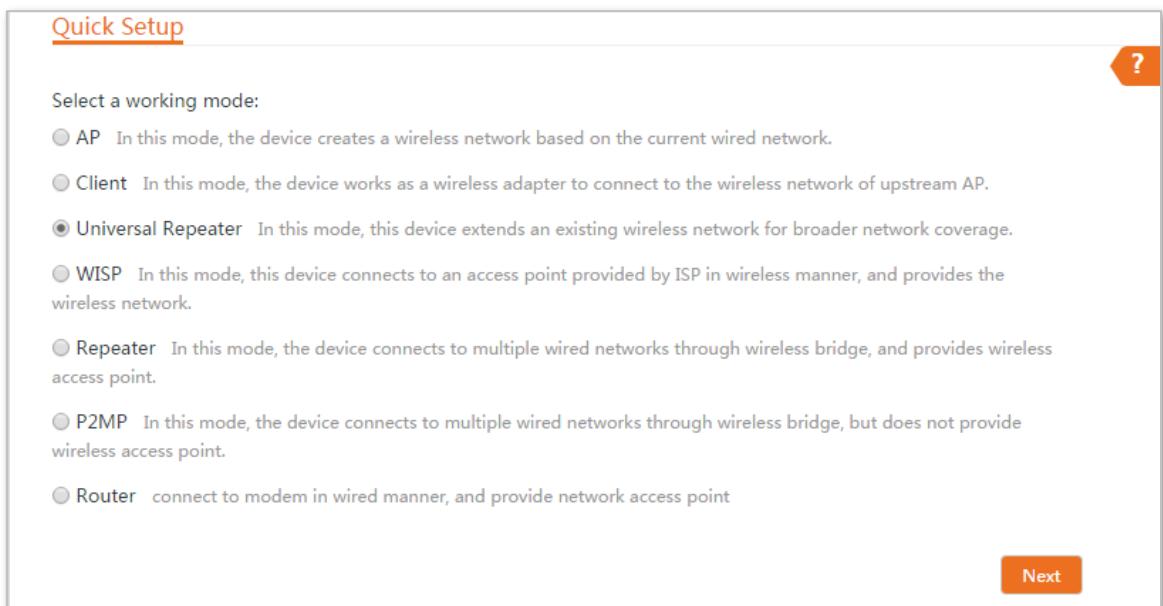 Quick Setup
?
Select a working mode:
AP In this mode, the device creates a wireless network based on the current wired network.
Client In this mode, the device works as a wireless adapter to connect to the wireless network of upstream AP.
Universal Repeater In this mode, this device extends an existing wireless network for broader network coverage.
WISP In this mode, this device connects to an access point provided by ISP in wireless manner, and provides the
wireless network.
Repeater In this mode, the device connects to multiple wired networks through wireless bridge, and provides wireless
access point.
P2MP In this mode, the device connects to multiple wired networks through wireless bridge, but does not provide
wireless access point.
Router connect to modem in wired manner, and provide network access point
Next